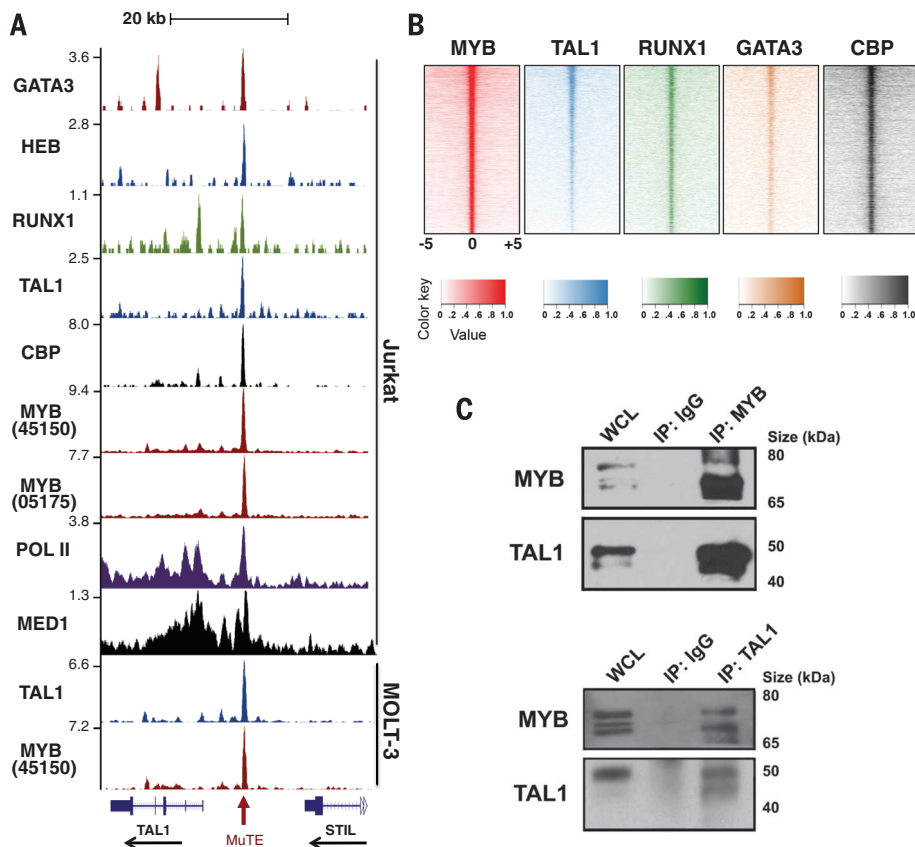 A
20 kb
3.6
GATA3
2.8
HEB
1.1
RUNX1
2.5
TAL1
8.0
CBP
9.4
MYB
(45150)
7.7
MYB
(05175)
3.8
POL II
1.3
MED1
Jurkat
6.6
TAL1
7.2
MYB
(45150)
MOLT-3
TAL1
MuTE
STIL
B
MYB TAL1 RUNX1 GATA3 CBP
-5 0 +5
Color key
0 .2 .4 .6 .8 1.0 0 .2 .4 .6 .8 1.0 0 .2 .4 .6 .8 1.0 0 .2 .4 .6 .8 1.0 0 .2 .4 .6 .8 1.0
Value
C
WCL IP: IgG IP: MYB
Size (kDa)
80
MYB
65
TAL1
50
40
WCL IP: IgG IP: TAL1
Size (kDa)
80
MYB
65
TAL1
50
40